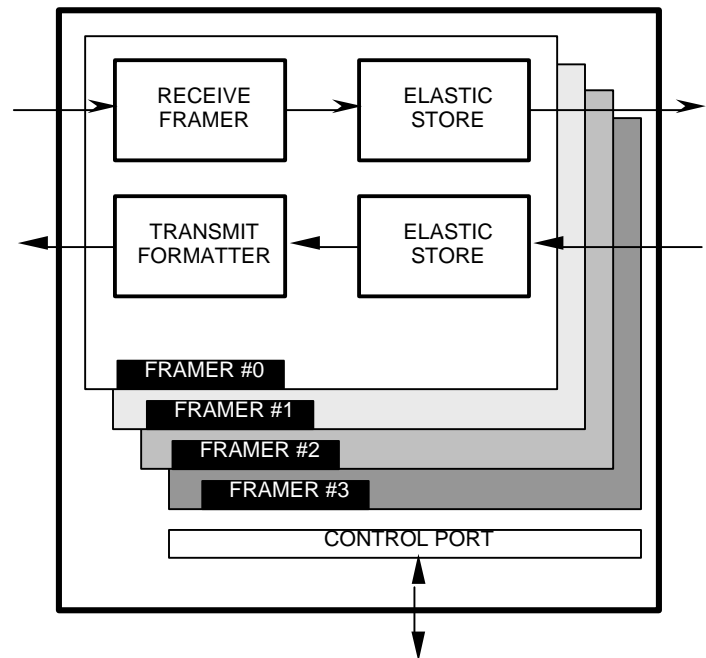 RECEIVE
FRAMER
ELASTIC
STORE
TRANSMIT
FORMATTER
ELASTIC
STORE
FRAMER #0
FRAMER #1
FRAMER #2
FRAMER #3
CONTROL PORT